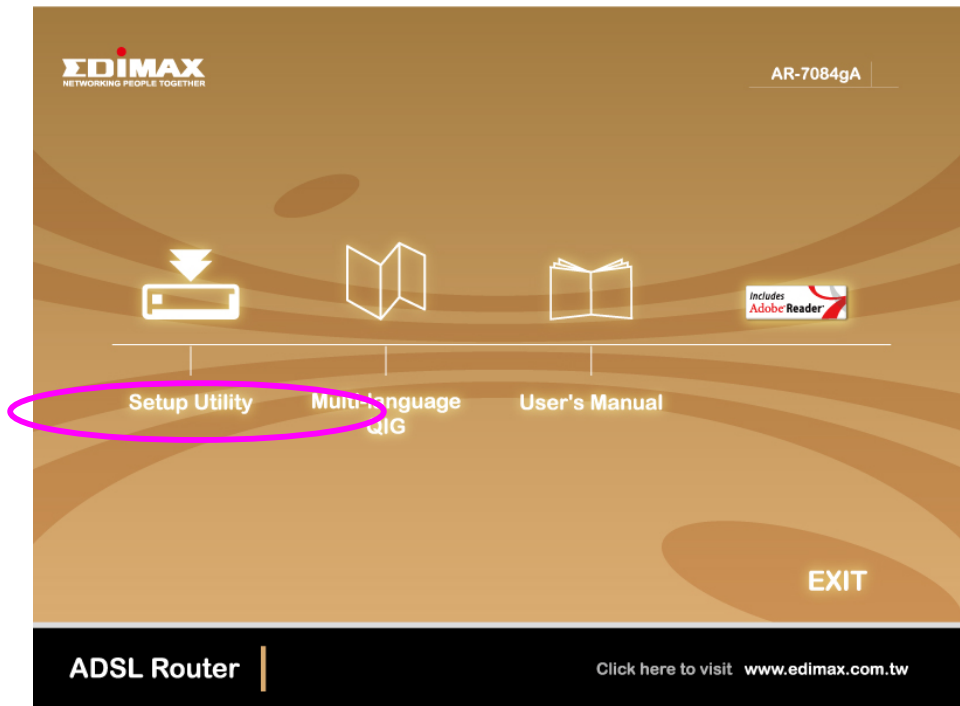 ΣDiMAX
NETWORKING PEOPLE TOGETHER
AR-7084gA
Includes
Adobe Reader
Setup Utility
Multi-language
QIG
User's Manual
EXIT
ADSL Router
Click here to visit www.edimax.com.tw